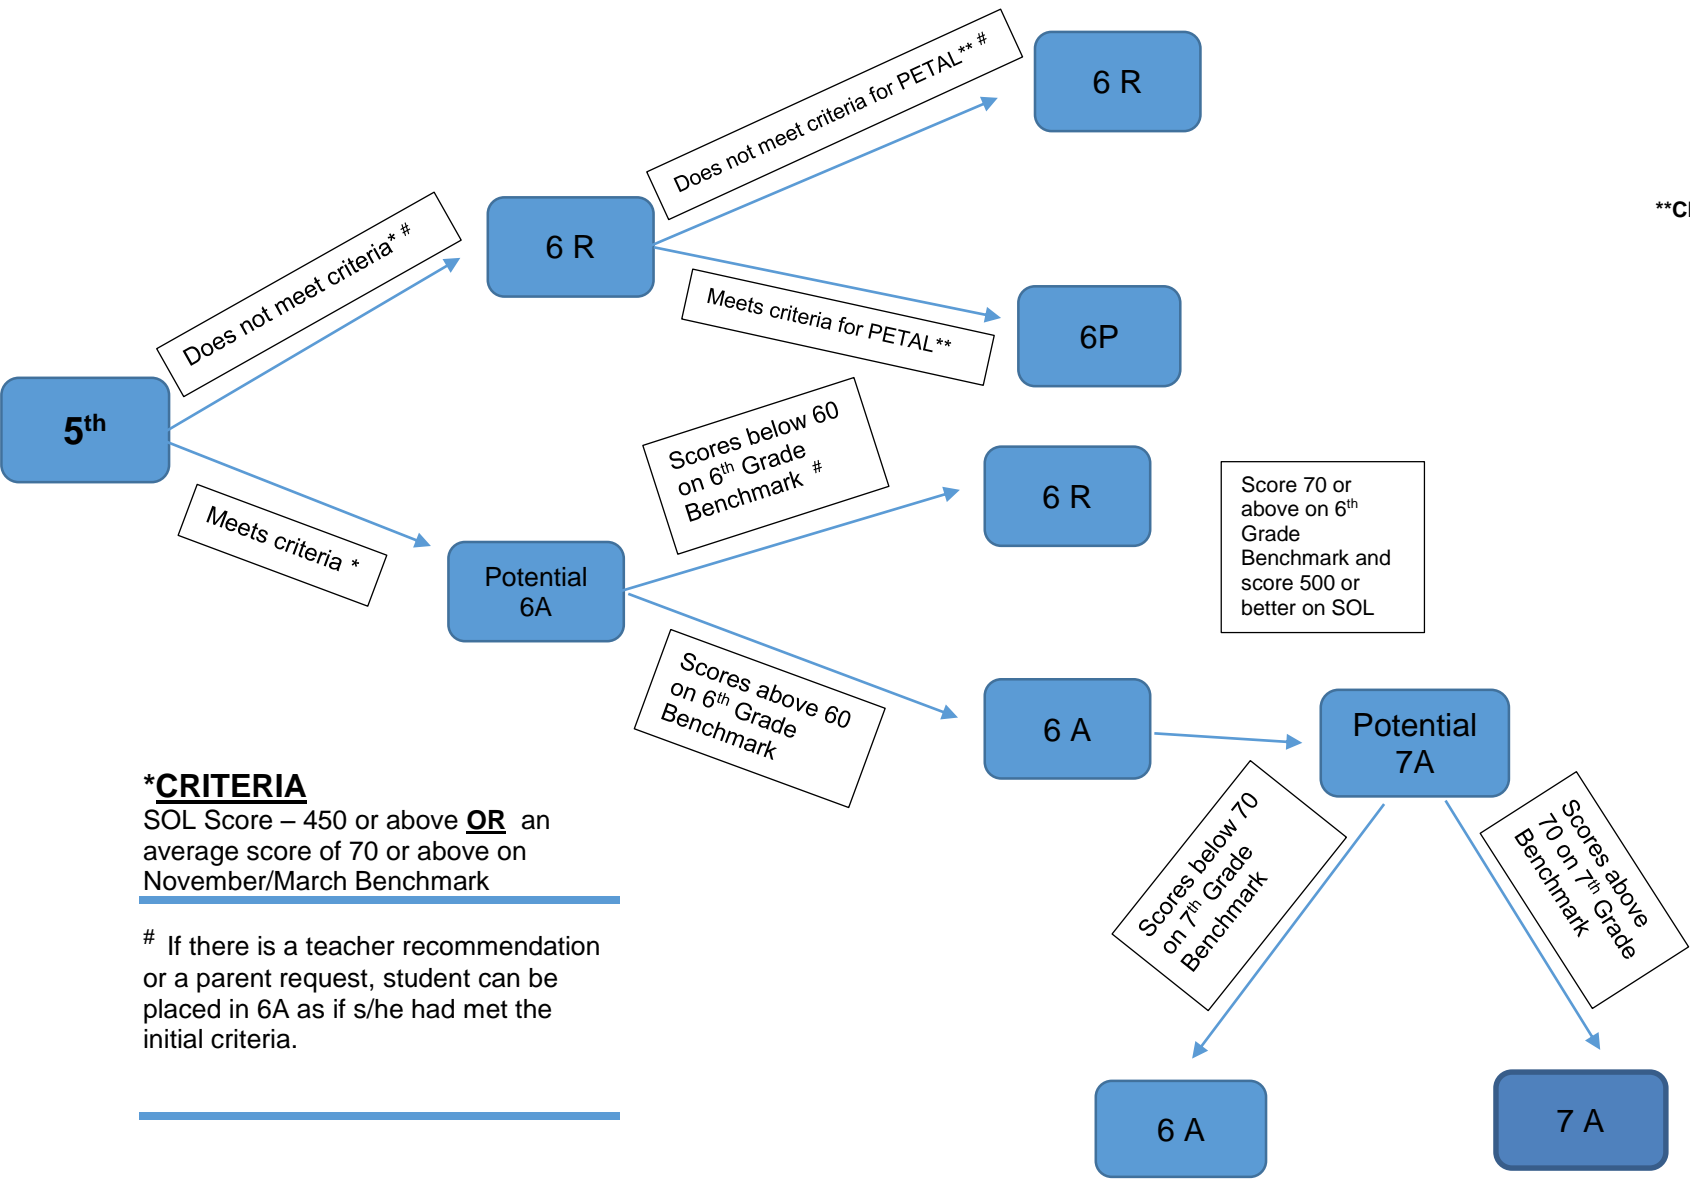 Does not meet criteria for PETAL** #
6 R
**CI
Does not meet criteria* #
6 R
Meets criteria for PETAL**
6P
5th
Scores below 60
on 6th Grade
Benchmark #
6 R
Score 70 or
above on 6th
Grade
Benchmark and
score 500 or
better on SOL
Meets criteria *
Potential
6A
Scores above 60
on 6th Grade
Benchmark
6 A
Potential
7A
*CRITERIA
SOL Score – 450 or above OR an
average score of 70 or above on
November/March Benchmark
Scores below 70
on 7th Grade
Benchmark
Scores above
70 on 7th Grade
Benchmark
# If there is a teacher recommendation
or a parent request, student can be
placed in 6A as if s/he had met the
initial criteria.
6 A
7 A